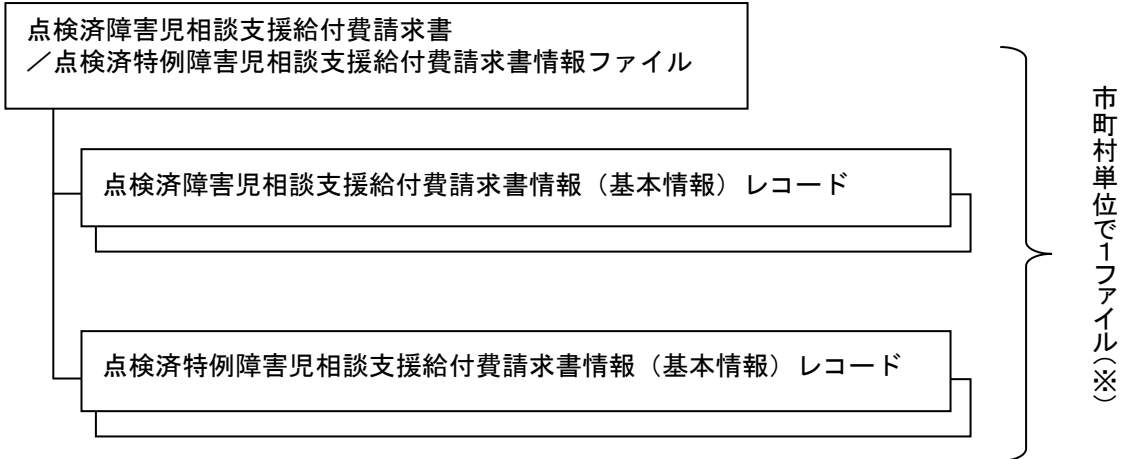 点検済障害児相談支援給付費請求書
／点検済特例障害児相談支援給付費請求書情報ファイル
点検済障害児相談支援給付費請求書情報（基本情報）レコード
点検済特例障害児相談支援給付費請求書情報（基本情報）レコード
市町村単位で1ファイル（※）